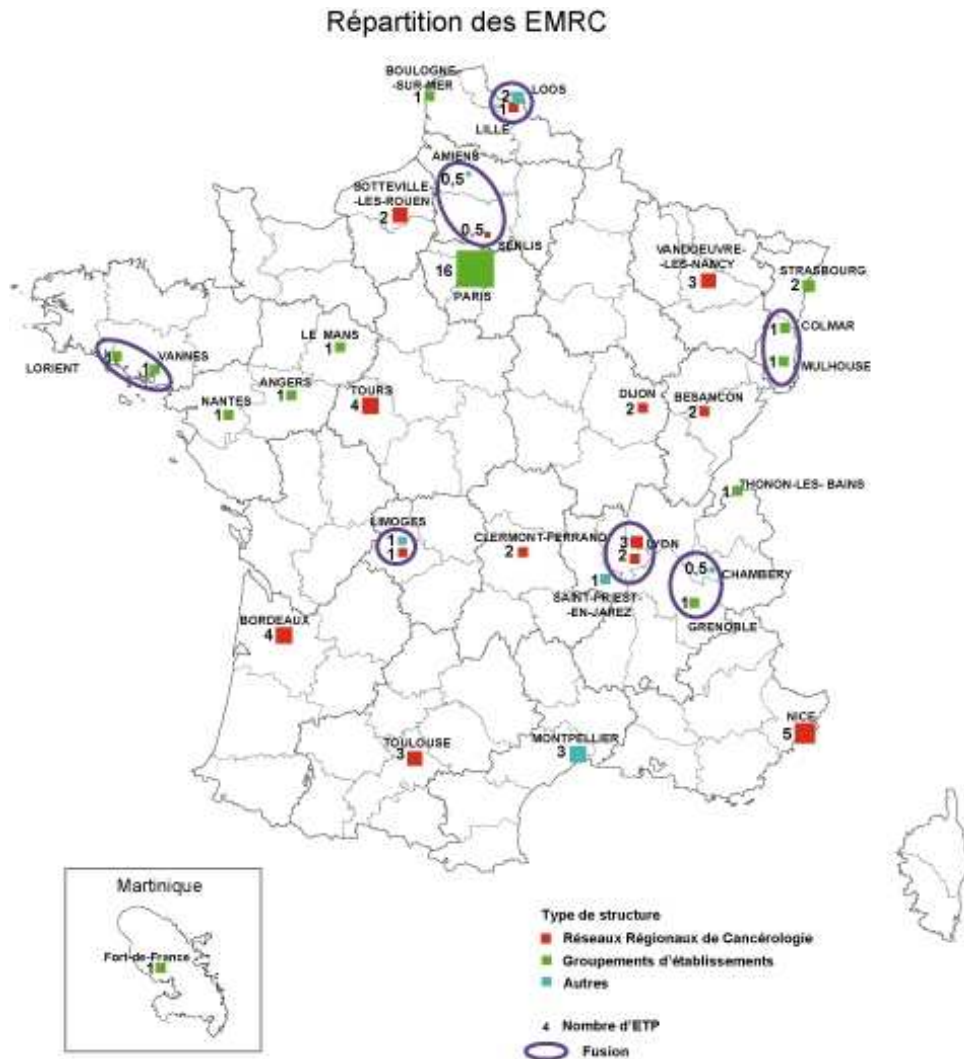 Répartition des EMRC
BOULOGNE-
-SUR-MER
1
2
LOOS
1
LILLE
AMIENS
0,5
SOTTEVILLE-
-LES-ROUEN
2
0,5
SENLIS
16
PARIS
VANDOEUVRE-
-LES-NANCY
3
STRASBOURG
2
1
COLMAR
1
MULHOUSE
LE MANS
1
LORIENT
1
VANNES
1
ANGERS
1
NANTES
1
TOURS
4
DIJON
2
BESANCON
2
THONON-LES- BAINS
1
LIMOGES
1
1
CLERMONT-FERRAND
2
3
LYON
2
1
SAINT-PRIEST-
-EN-JAREZ
0,5
CHAMBERY
1
GRENOBLE
BORDEAUX
4
TOULOUSE
3
MONTPELLIER
3
NICE
5
Martinique
Fort-de-France
1
Type de structure
Réseaux Régionaux de Cancérologie
Groupements d'établissements
Autres
4 Nombre d'ETP
Fusion